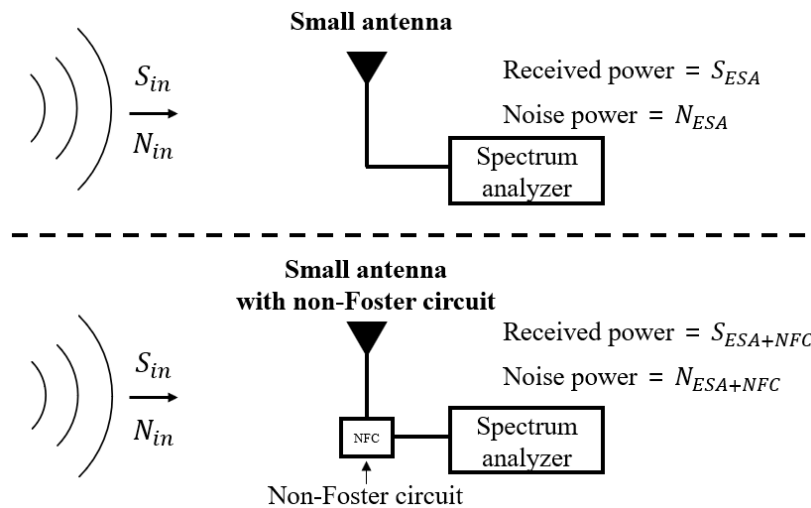 Small antenna
S_in
N_in
Received power = S_ESA
Noise power = N_ESA
Spectrum
analyzer
Small antenna
with non-Foster circuit
S_in
N_in
Received power = S_ESA+NFC
Noise power = N_ESA+NFC
NFC
Spectrum
analyzer
Non-Foster circuit